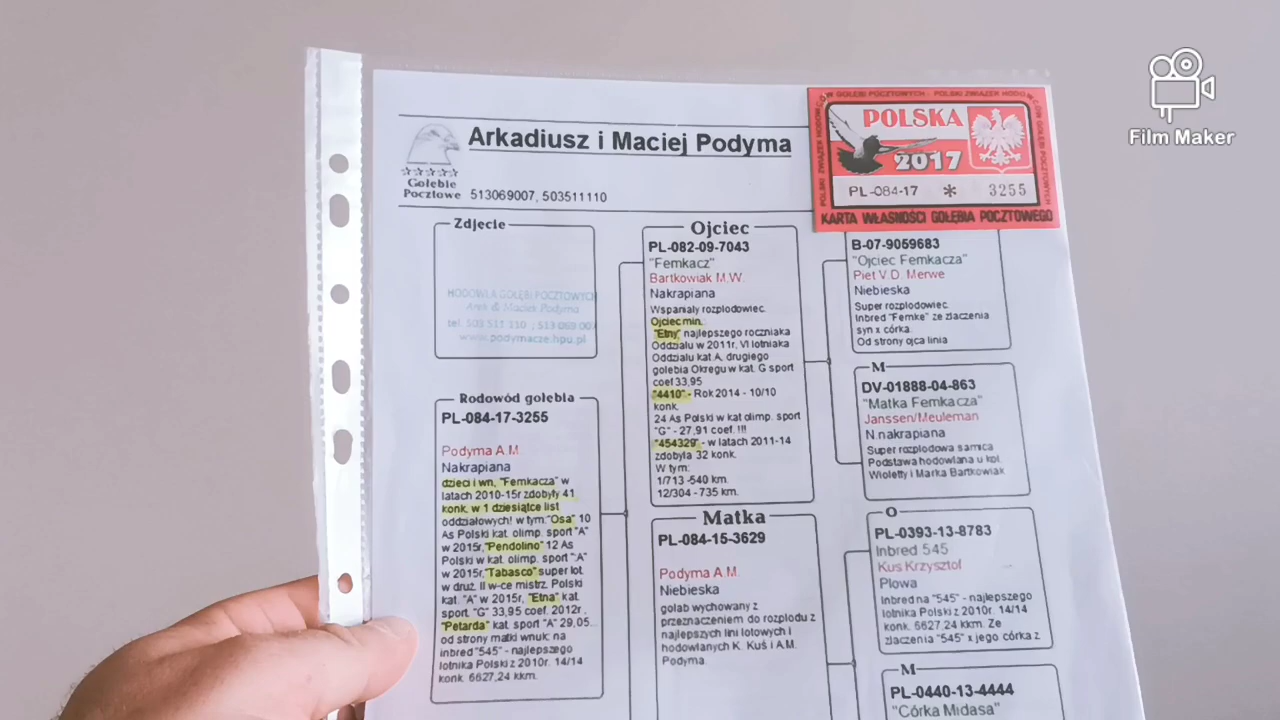 Film Maker
Arkadiusz i Maciej Podyma
Gołębie
Pocztowe
513069007, 503511110
POLSKA
2017
PL-084-17 * 3255
KARTA WŁASNOŚCI GOŁĘBIA POCZTOWEGO
Zdjęcie
HODOWLA GOŁĘBI POCZTOWYCH
Arek & Maciek Podyma
www.podymacze.hpu.pl
Rodowód gołębia
PL-084-17-3255
Podyma A.M
Nakrapiana
dzieci i wn, "Femkacza" w
latach 2010-15r zdobyły 41
konk. w 1 dziesiątce list
oddziałowych! w tym:"Osa" 10
As Polski kat. olimp. sport "A"
w 2015r,"Pendolino" 12 As
Polski w kat. olimp. sport "A"
w 2015r,"Tabasco" super lot.
w druż. II w-ce mistrz. Polski
kat. "A" w 2015r, "Etna" kat.
sport. "G" 33,95 coef. 2012r.,
"Petarda" kat. sport "A" 29,05...
od strony matki wnuk: na
inbred "545" - najlepszego
lotnika Polski z 2010r. 14/14
konk. 6627,24 kkm.
Ojciec
PL-082-09-7043
"Femkacz"
Bartkowiak M.W.
Nakrapiana
Wspaniały rozpłodowiec.
Ojciec min.:
"Etny" najlepszego roczniaka
Oddziału w 2011r, VI lotniaka
Oddziału kat A, drugiego
gołebia Okręgu w kat. G sport
coef 33,95
"4410" - Rok 2014 - 10/10
konk.
24 As Polski w kat olimp. sport
"G" - 27,91 coef. !!!
"454329" - w latach 2011-14
zdobyła 32 konk.
W tym:
1/713 -540 km.
12/304 - 735 km.
Matka
PL-084-15-3629
Podyma A.M.
Niebieska
gołąb wychowany z
przeznaczeniem do rozpłodu z
najlepszych lini lotowych i
hodowlanych K. Kuś i A.M.
Podyma.
B-07-9059683
"Ojciec Femkacza"
Piet V.D. Merwe
Niebieska
Super rozpłodowiec.
Inbred "Femke" ze złaczenia
syn x córka.
Od strony ojca linia
M
DV-01888-04-863
"Matka Femkacza"
Janssen/Meuleman
N.nakrapiana
Super rozpłodowa samica
Podstawa hodowlana u kol.
Wioletty i Marka Bartkowiak
O
PL-0393-13-8783
Inbred 545
Kus Krzysztof
Płowa
Inbred na "545" - najlepszego
lotnika Polski z 2010r. 14/14
konk. 6627,24 kkm. Ze
złaczenia "545" x jego córka z
M
PL-0440-13-4444
"Córka Midasa"